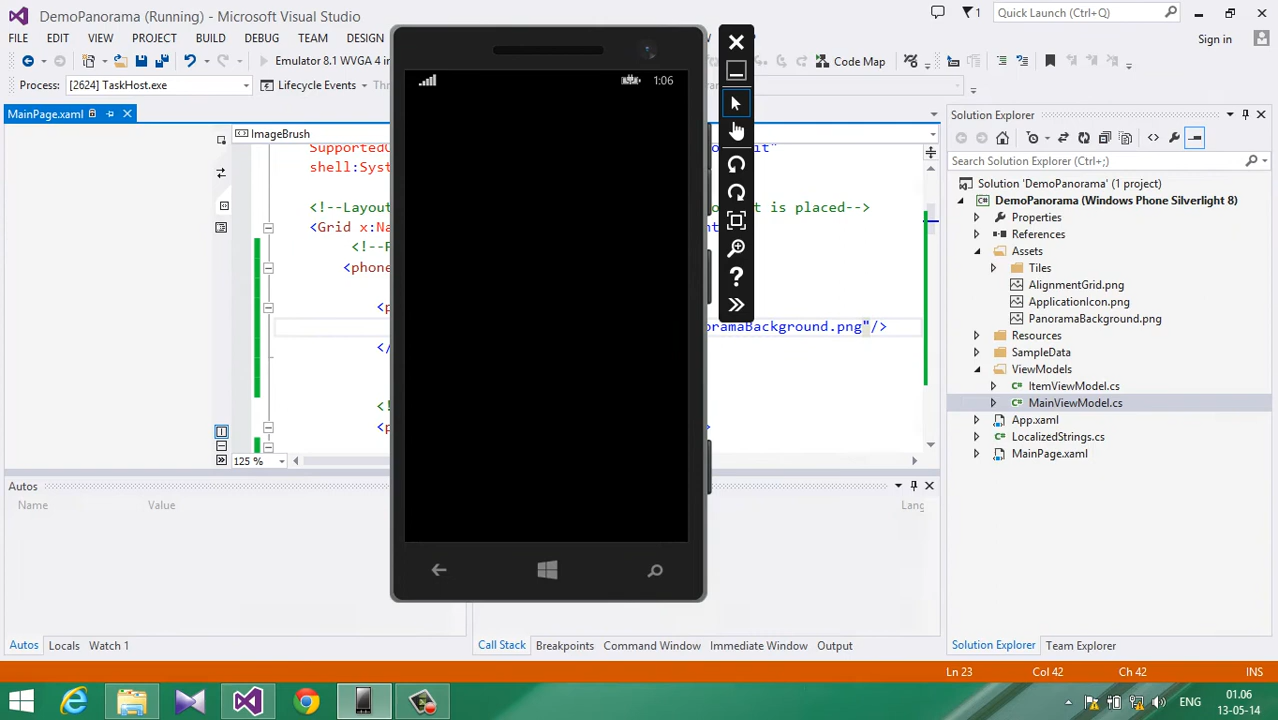 DemoPanorama (Running) - Microsoft Visual Studio
1
Quick Launch (Ctrl+Q)
FILE EDIT VIEW PROJECT BUILD DEBUG TEAM TOOLS TEST DESIGN
Sign in
Emulator 8.1 WVGA 4 in
Code Map
Process: [2624] TaskHost.exe
Lifecycle Events
1:06
MainPage.xaml
ImageBrush
Solution Explorer
Search Solution Explorer (Ctrl+;)
Solution 'DemoPanorama' (1 project)
DemoPanorama (Windows Phone Silverlight 8)
Properties
References
Assets
Tiles
AlignmentGrid.png
ApplicationIcon.png
PanoramaBackground.png
Resources
SampleData
ViewModels
ItemViewModel.cs
MainViewModel.cs
App.xaml
LocalizedStrings.cs
MainPage.xaml
shell:Syst
<!--Layou
t is placed-->
<Grid x:Na
<phone
oramaBackground.png"/>
</
125 %
Autos
Name Value
Lang
Autos Locals Watch 1
Call Stack Breakpoints Command Window Immediate Window Output
Solution Explorer Team Explorer
Ln 23 Col 42 Ch 42 INS
ENG
01.06
13-05-14